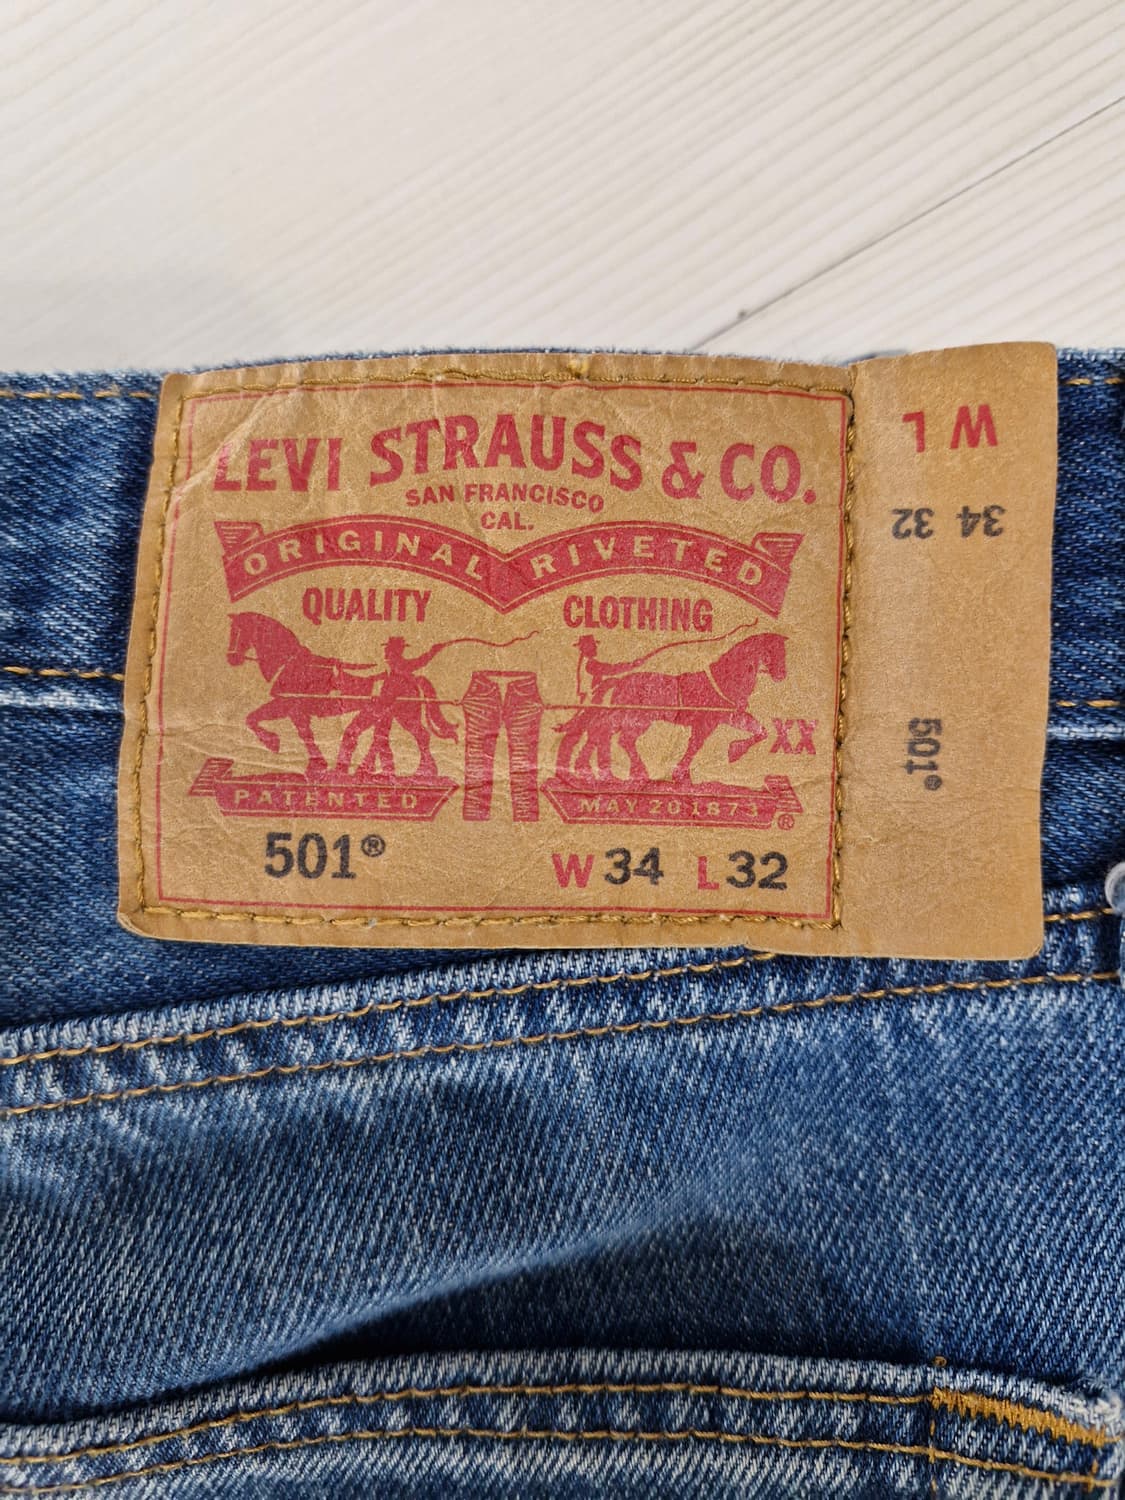 LEVI STRAUSS & CO.
SAN FRANCISCO
CAL.
ORIGINAL RIVETED
QUALITY CLOTHING
XX
PATENTED MAY 20 1873 ®
501® W 34 L 32
W L
34 32
501®